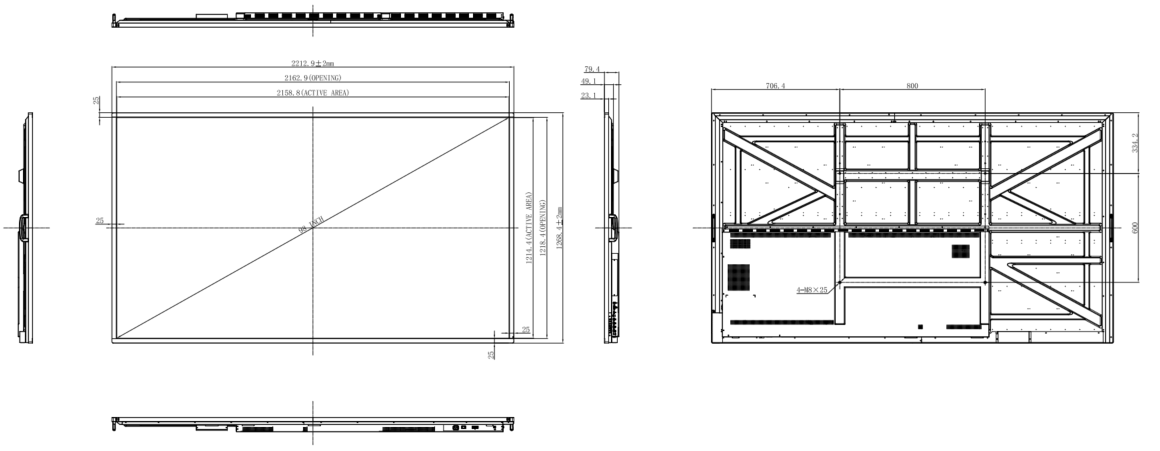 2212.9±2mm
2162.9(OPENING)
2158.8(ACTIVE AREA)
25
25
98 INCH
1214.4(ACTIVE AREA)
1218.4(OPENING)
1268.4±2mm
25
25
79.4
49.1
23.1
706.4
800
334.2
600
4-M8×25